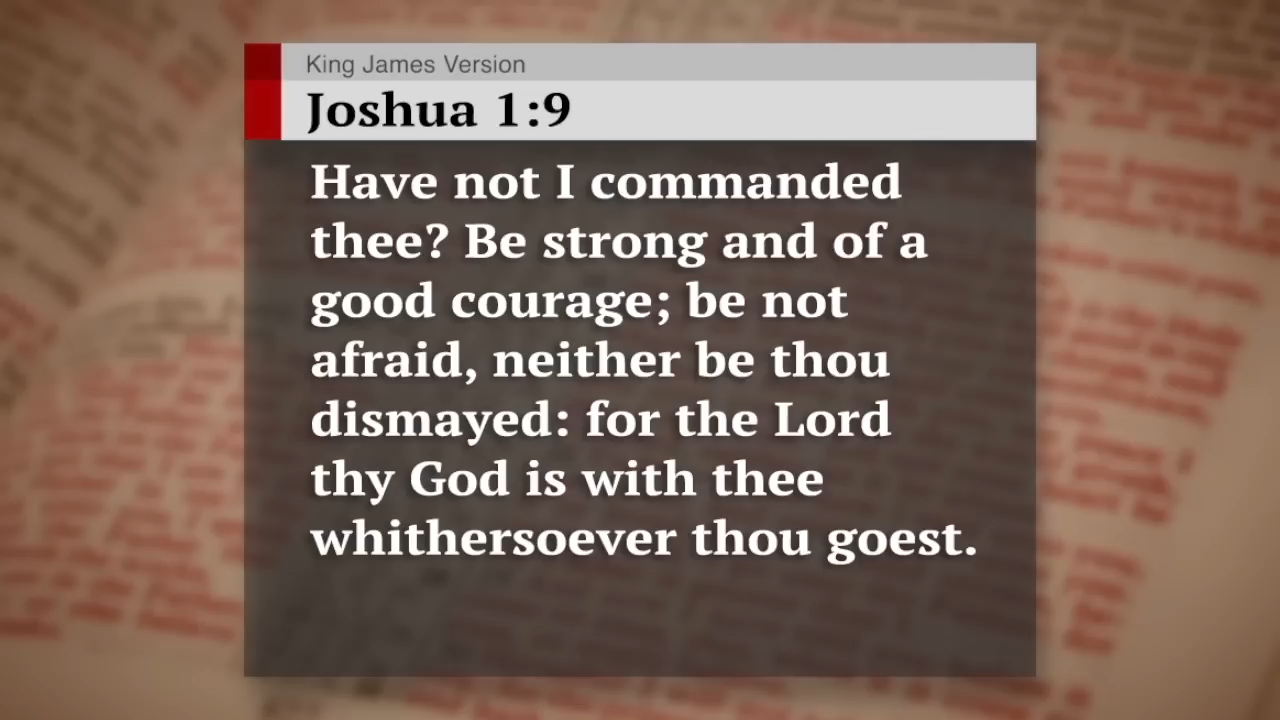 King James Version
Joshua 1:9
Have not I commanded
thee? Be strong and of a
good courage; be not
afraid, neither be thou
dismayed: for the Lord
thy God is with thee
whithersoever thou goest.